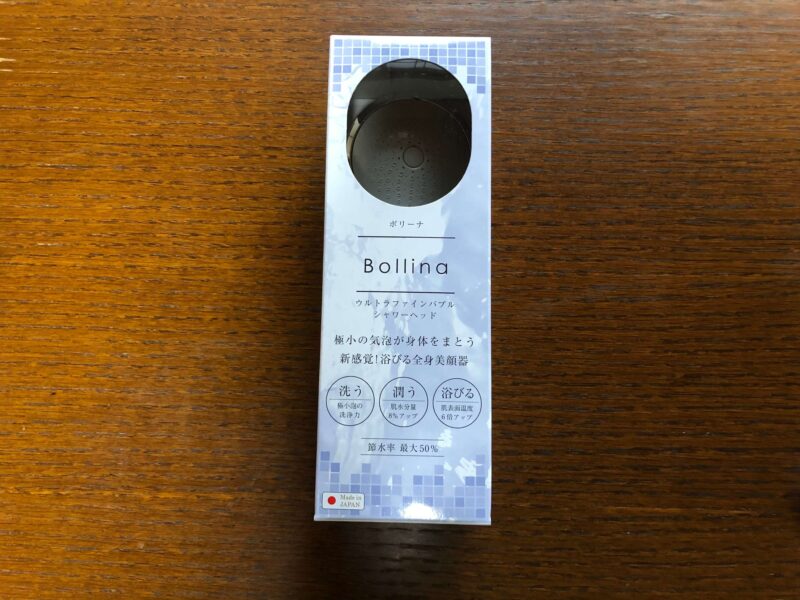 ボリーナ
Bollina
ウルトラファインバブル
シャワーヘッド
極小の気泡が身体をまとう
新感覚!浴びる全身美顔器
洗う
極小泡の
洗浄力
潤う
肌水分量
8%アップ
浴びる
肌表面温度
6倍アップ
節水率 最大50%
Made in
JAPAN